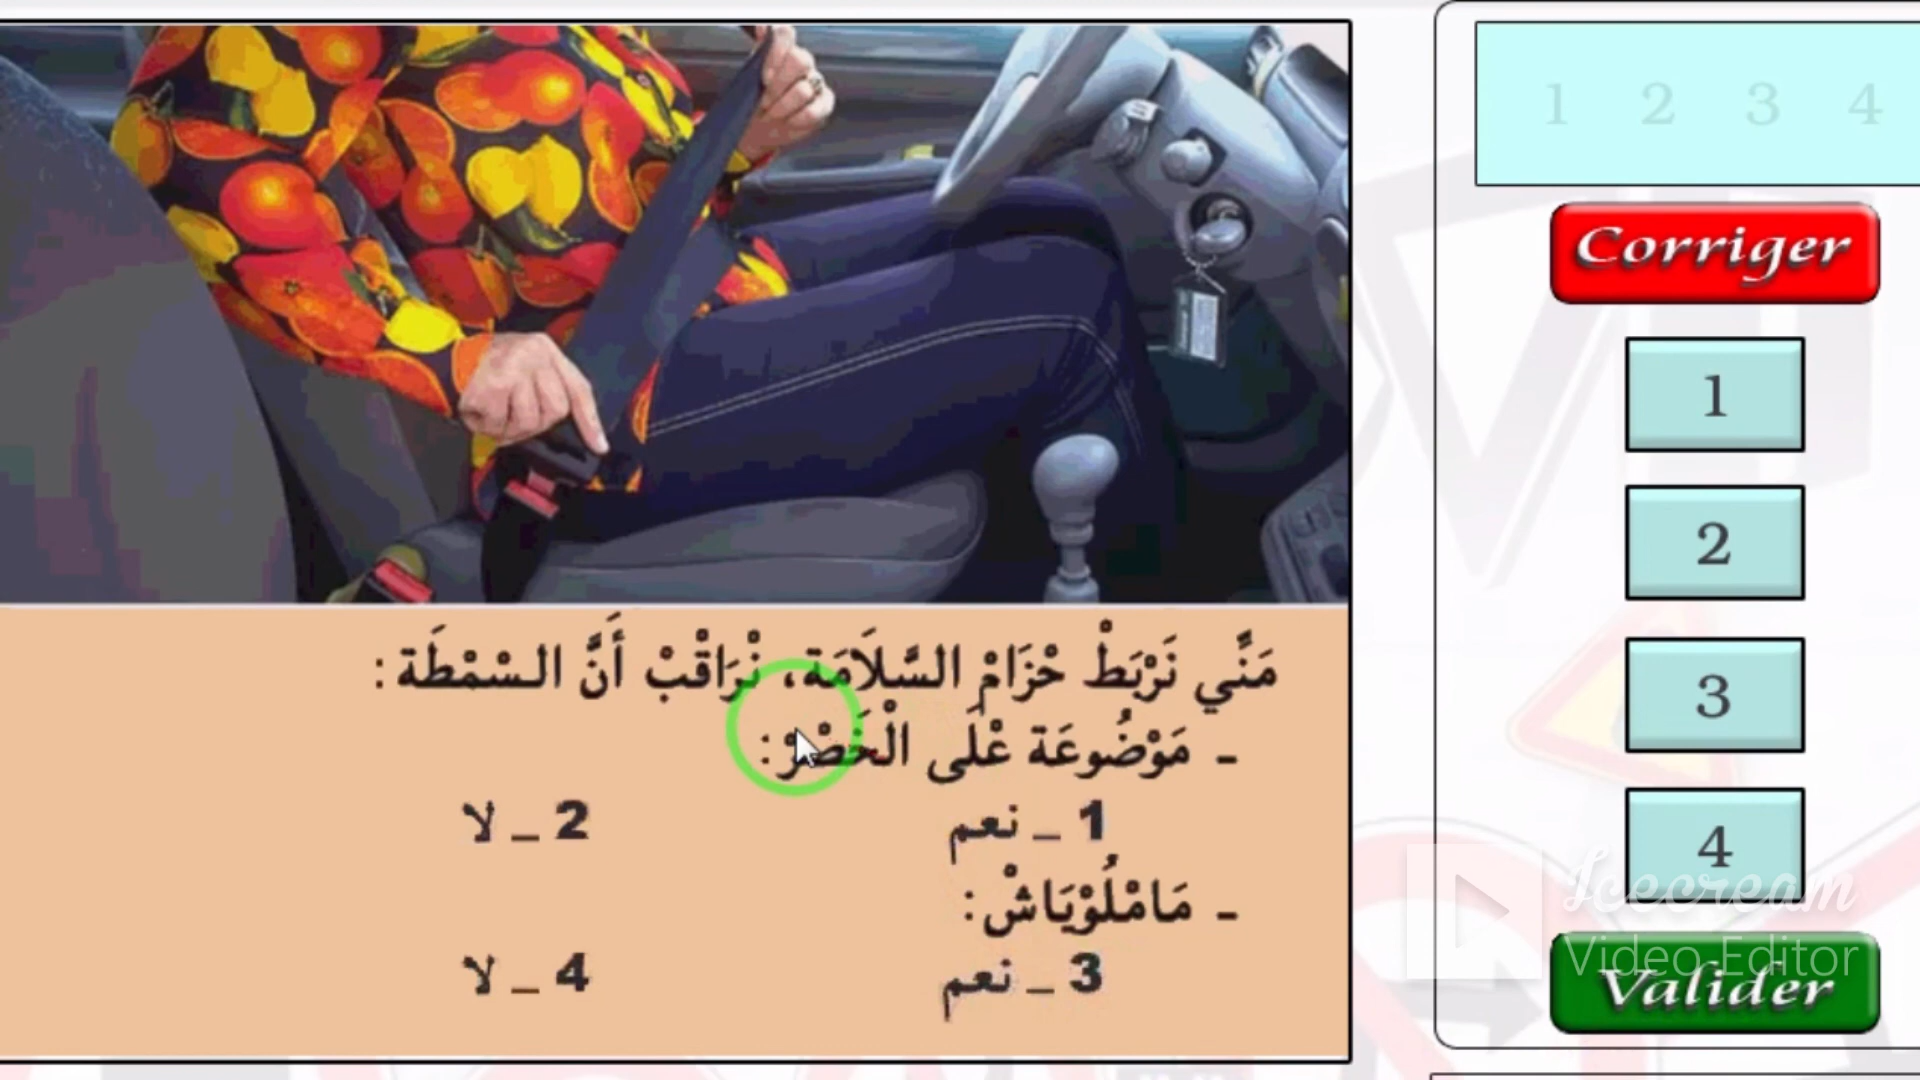 مَنِّي نَرْبَطْ حْزَامْ السَّلَامَة، نْرَاقْبْ أَنَّ السْمْطَة :
- مَوْضُوعَة عْلَى الْخَصْرْ :
1 _ نعم 2 _ لا
- مَامْلُوْيَاشْ :
3 _ نعم 4 _ لا
1 2 3 4
Corriger
1
2
3
4
Valider
Icecream
Video Editor